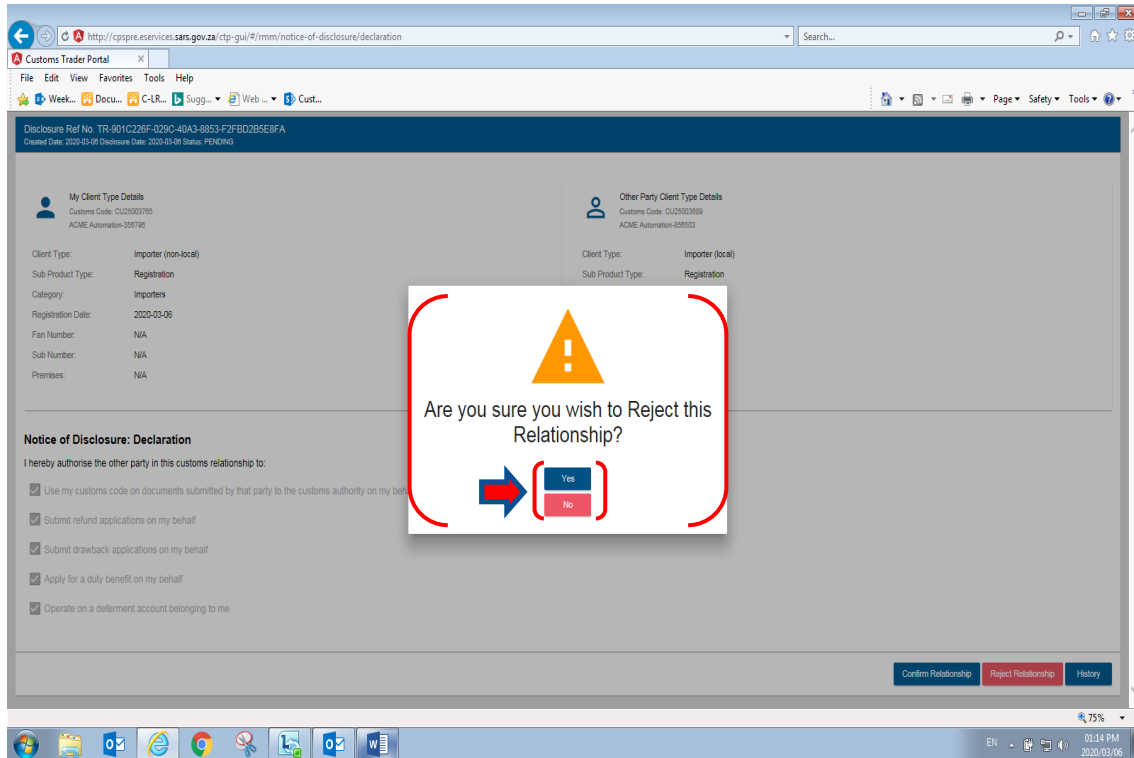 http://cpspre.eservices.sars.gov.za/ctp-gui/#/rmm/notice-of-disclosure/declaration
Search...
Customs Trader Portal
File Edit View Favorites Tools Help
Week... Docu... C-LR... Sugg... Web ... Cust...
Page Safety Tools
Disclosure Ref No. TR-901C226F-029C-40A3-8853-F2FBD2B5E8FA
Created Date: 2020-03-06 Disclosure Date: 2020-03-06 Status: PENDING
My Client Type Details
Customs Code: CU25003765
ACME Automation-356796
Other Party Client Type Details
Customs Code: CU25003689
ACME Automation-856503
Client Type: Importer (non-local)
Sub Product Type: Registration
Category: Importers
Registration Date: 2020-03-06
Fan Number: N/A
Sub Number: N/A
Premises: N/A
Client Type: Importer (local)
Sub Product Type: Registration
Are you sure you wish to Reject this
Relationship?
Yes
No
Notice of Disclosure: Declaration
I hereby authorise the other party in this customs relationship to:
Use my customs code on documents submitted by that party to the customs authority on my beh
Submit refund applications on my behalf
Submit drawback applications on my behalf
Apply for a duty benefit on my behalf
Operate on a deferment account belonging to me
Confirm Relationship Reject Relationship History
75%
EN
01:14 PM
2020/03/06